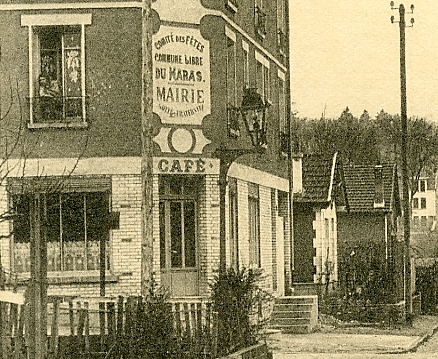 COMITÉ DES FÊTES
COMMUNE LIBRE
DU MARAS.
MAIRIE
CAFÉ